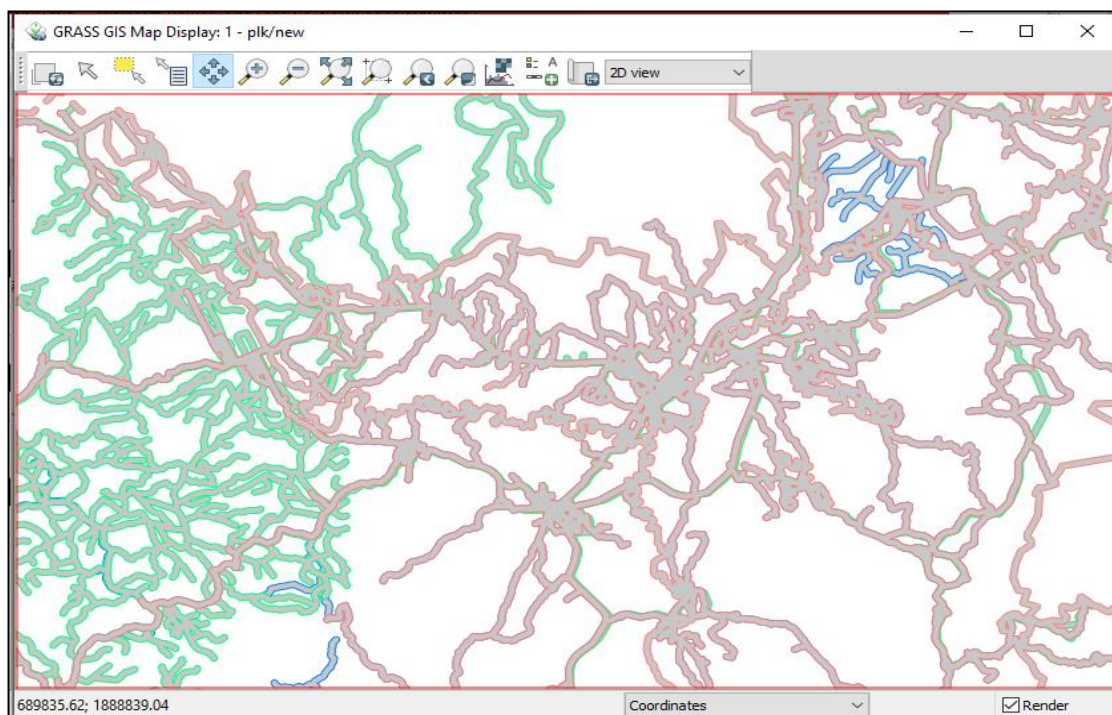 GRASS GIS Map Display: 1 - plk/new
A
2D view
689835.62; 1888839.04
Coordinates
Render